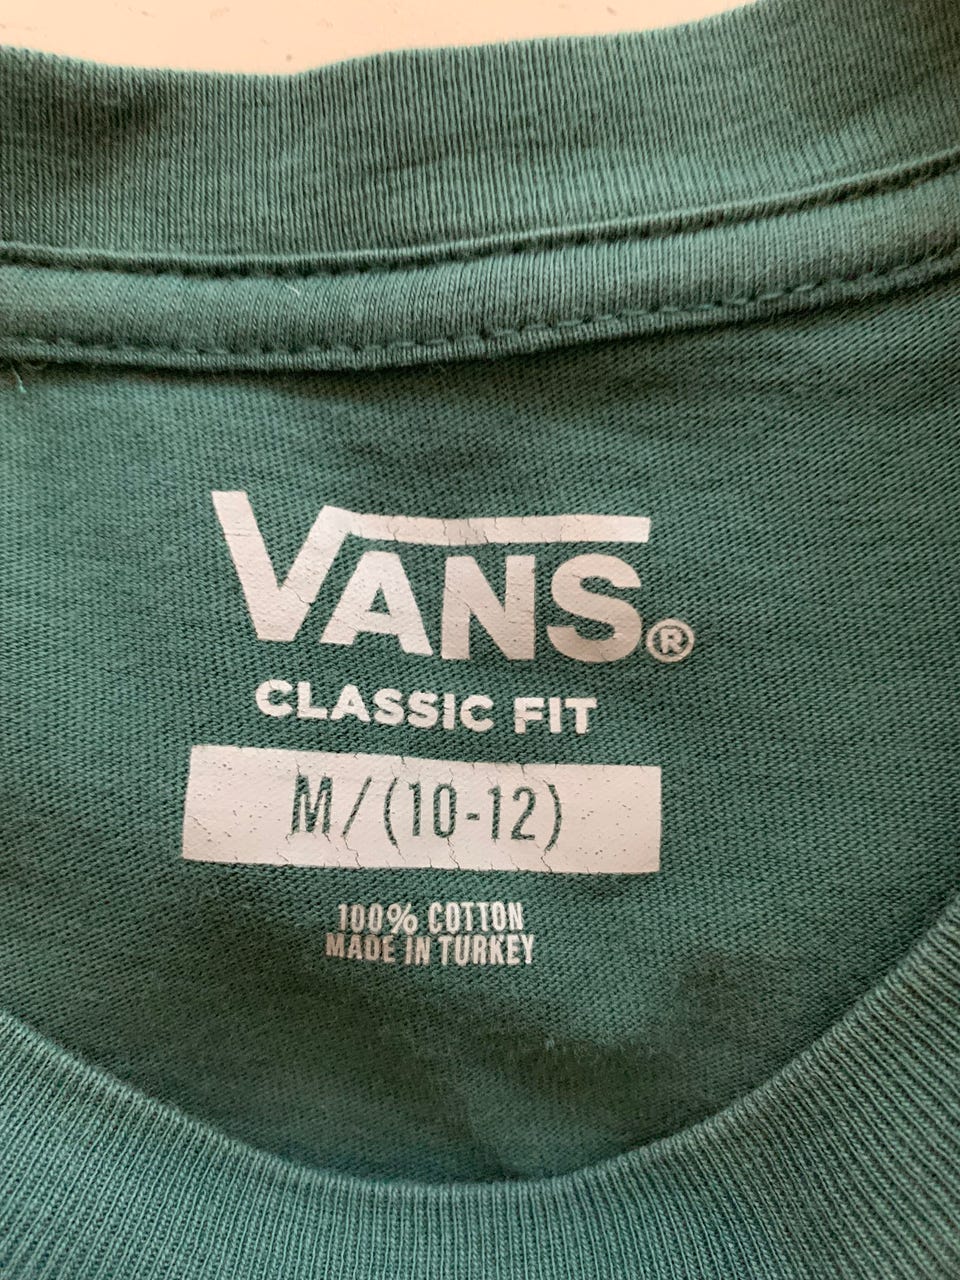 VANS®
CLASSIC FIT
M/(10-12)
100% COTTON
MADE IN TURKEY